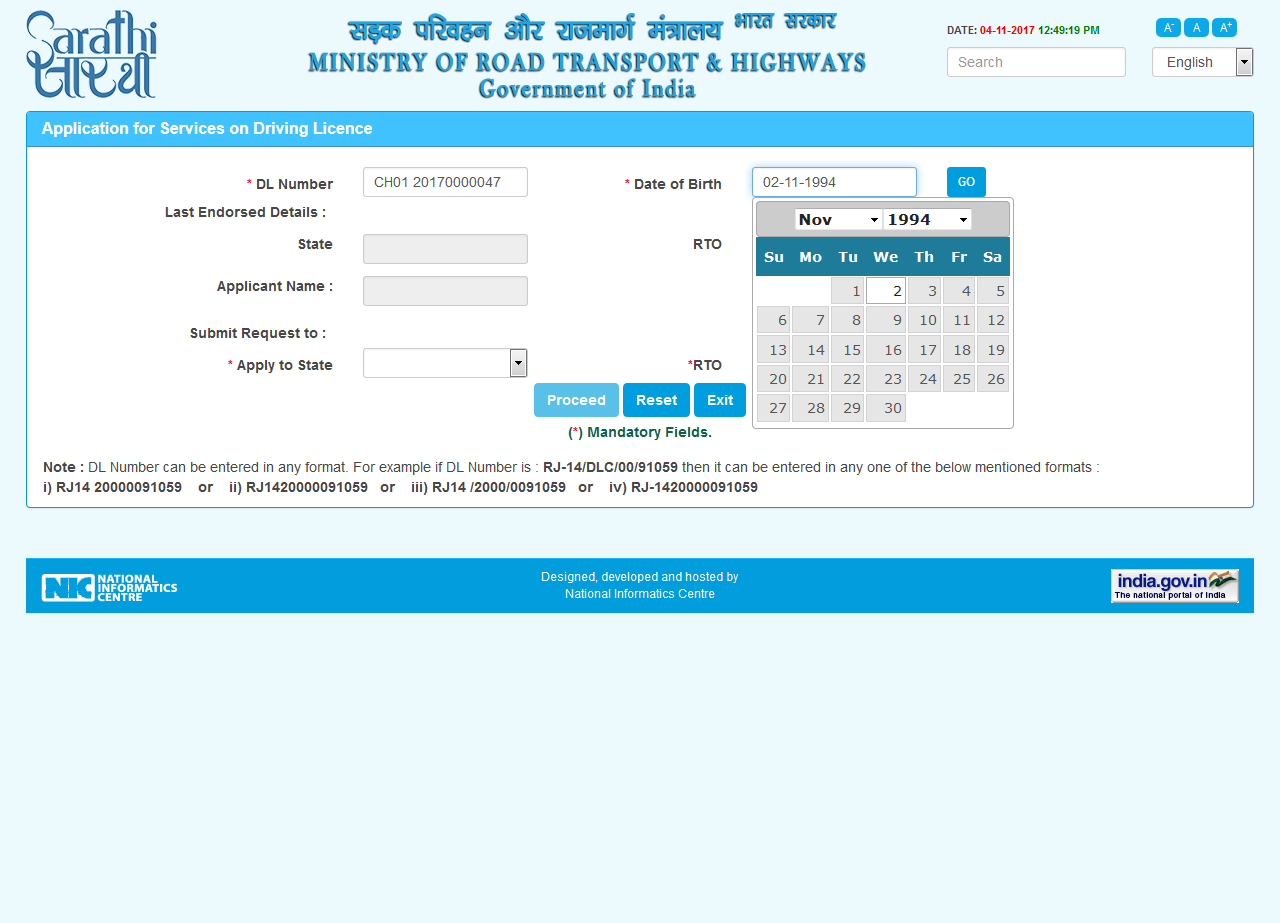 Sarathi
सारथी
सड़क परिवहन और राजमार्ग मंत्रालय भारत सरकार
MINISTRY OF ROAD TRANSPORT & HIGHWAYS
Government of India
DATE: 04-11-2017 12:49:19 PM
A- A A+
Search
English
Application for Services on Driving Licence
* DL Number CH01 20170000047 * Date of Birth 02-11-1994 GO
Last Endorsed Details :
State RTO
Applicant Name :
Submit Request to :
* Apply to State *RTO
Nov 1994
Su Mo Tu We Th Fr Sa
1 2 3 4 5
6 7 8 9 10 11 12
13 14 15 16 17 18 19
20 21 22 23 24 25 26
27 28 29 30
Proceed Reset Exit
(*) Mandatory Fields.
Note : DL Number can be entered in any format. For example if DL Number is : RJ-14/DLC/00/91059 then it can be entered in any one of the below mentioned formats :
i) RJ14 20000091059 or ii) RJ1420000091059 or iii) RJ14 /2000/0091059 or iv) RJ-1420000091059
NIC NATIONAL
INFORMATICS
CENTRE
Designed, developed and hosted by
National Informatics Centre
india.gov.in
The national portal of India